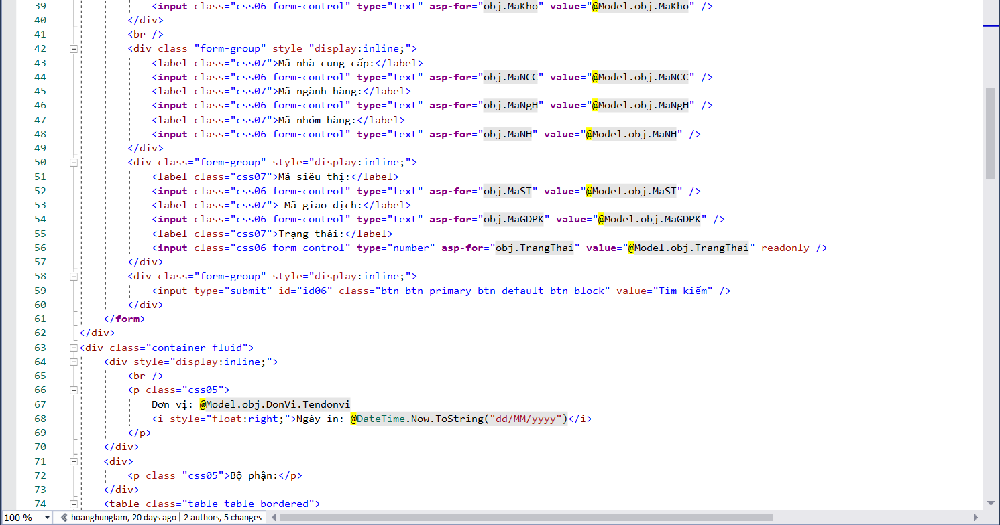 39 <input class="css06 form-control" type="text" asp-for="obj.MaKho" value="@Model.obj.MaKho" />
40 </div>
41 <br />
42 <div class="form-group" style="display:inline;">
43 <label class="css07">Mã nhà cung cấp:</label>
44 <input class="css06 form-control" type="text" asp-for="obj.MaNCC" value="@Model.obj.MaNCC" />
45 <label class="css07">Mã ngành hàng:</label>
46 <input class="css06 form-control" type="text" asp-for="obj.MaNgH" value="@Model.obj.MaNgH" />
47 <label class="css07">Mã nhóm hàng:</label>
48 <input class="css06 form-control" type="text" asp-for="obj.MaNH" value="@Model.obj.MaNH" />
49 </div>
50 <div class="form-group" style="display:inline;">
51 <label class="css07">Mã siêu thị:</label>
52 <input class="css06 form-control" type="text" asp-for="obj.MaST" value="@Model.obj.MaST" />
53 <label class="css07"> Mã giao dịch:</label>
54 <input class="css06 form-control" type="text" asp-for="obj.MaGDPK" value="@Model.obj.MaGDPK" />
55 <label class="css07">Trạng thái:</label>
56 <input class="css06 form-control" type="number" asp-for="obj.TrangThai" value="@Model.obj.TrangThai" readonly />
57 </div>
58 <div class="form-group" style="display:inline;">
59 <input type="submit" id="id06" class="btn btn-primary btn-default btn-block" value="Tìm kiếm" />
60 </div>
61 </form>
62 </div>
63 <div class="container-fluid">
64 <div style="display:inline;">
65 <br />
66 <p class="css05">
67 Đơn vị: @Model.obj.DonVi.Tendonvi
68 <i style="float:right;">Ngày in: @DateTime.Now.ToString("dd/MM/yyyy")</i>
69 </p>
70 </div>
71 <div>
72 <p class="css05">Bộ phận:</p>
73 </div>
74 <table class="table table-bordered">
100 % hoanghunglam, 20 days ago | 2 authors, 5 changes